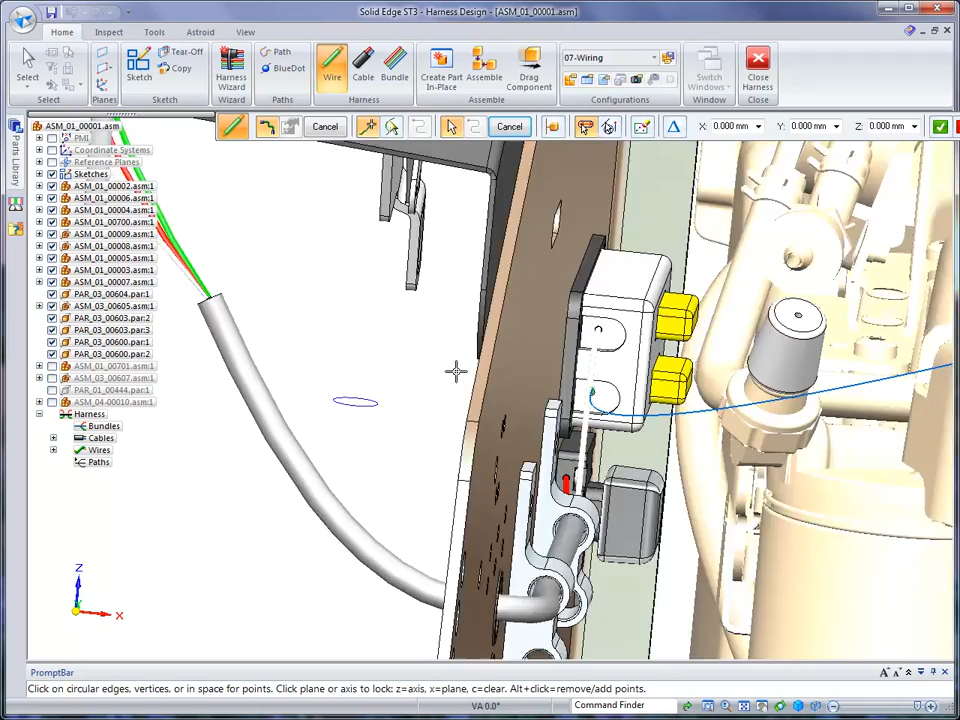 Solid Edge ST3 - Harness Design - [ASM_01_00001.asm]
Home Inspect Tools Astroid View
Select
Planes
Sketch
Tear-Off
Copy
Harness Wizard
Path
BlueDot
Wire
Cable
Bundle
Create Part In-Place
Assemble
Drag Component
07-Wiring
Switch Windows
Close Harness
Select Planes Sketch Wizard Paths Harness Assemble Configurations Window Close
Cancel Cancel X: 0.000 mm Y: 0.000 mm Z: 0.000 mm
Parts Library
ASM_01_00001.asm
PMI
Coordinate Systems
Reference Planes
Sketches
ASM_01_00002.asm:1
ASM_01_00006.asm:1
ASM_01_00004.asm:1
ASM_01_00700.asm:1
ASM_01_00009.asm:1
ASM_01_00008.asm:1
ASM_01_00005.asm:1
ASM_01_00003.asm:1
ASM_01_00007.asm:1
PAR_03_00604.par:1
ASM_03_00605.asm:1
PAR_03_00603.par:2
PAR_03_00603.par:3
PAR_03_00600.par:1
PAR_03_00600.par:2
ASM_01_00701.asm:1
ASM_03_00607.asm:1
PAR_01_00444.par:1
ASM_04-00010.asm:1
Harness
Bundles
Cables
Wires
Paths
Z
X
PromptBar
Click on circular edges, vertices, or in space for points. Click plane or axis to lock: z=axis, x=plane, c=clear. Alt+click=remove/add points.
VA 0.0° Command Finder